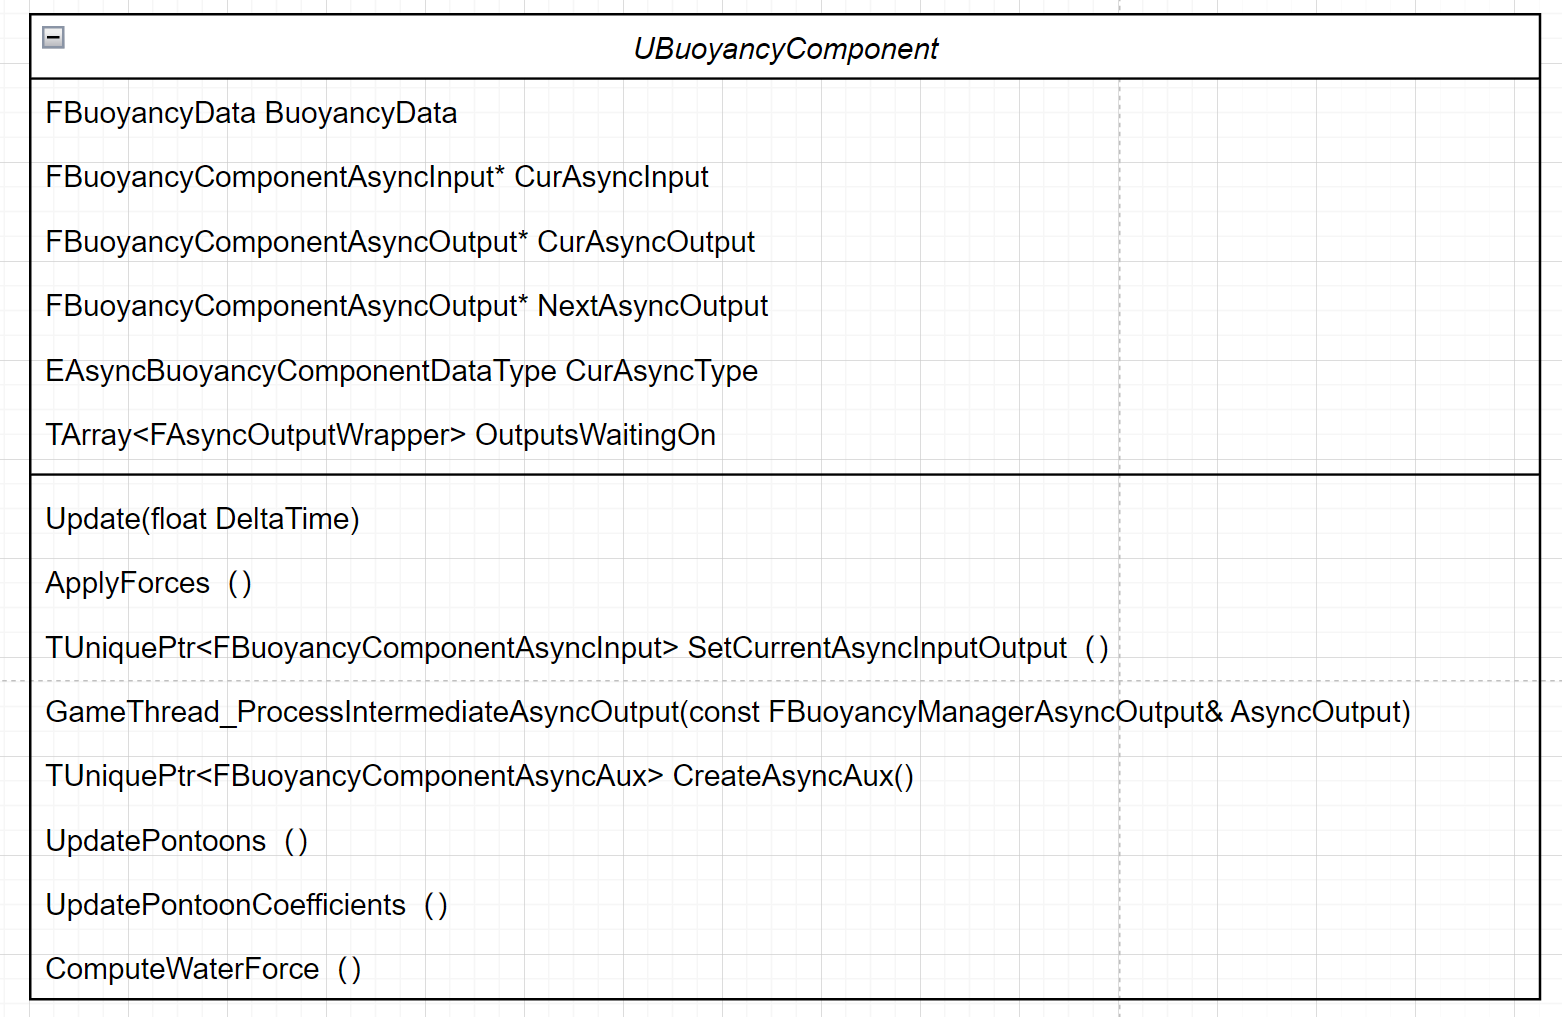 UBuoyancyComponent
FBuoyancyData BuoyancyData
FBuoyancyComponentAsyncInput* CurAsyncInput
FBuoyancyComponentAsyncOutput* CurAsyncOutput
FBuoyancyComponentAsyncOutput* NextAsyncOutput
EAsyncBuoyancyComponentDataType CurAsyncType
TArray<FAsyncOutputWrapper> OutputsWaitingOn
Update(float DeltaTime)
ApplyForces（）
TUniquePtr<FBuoyancyComponentAsyncInput> SetCurrentAsyncInputOutput（）
GameThread_ProcessIntermediateAsyncOutput(const FBuoyancyManagerAsyncOutput& AsyncOutput)
TUniquePtr<FBuoyancyComponentAsyncAux> CreateAsyncAux()
UpdatePontoons（）
UpdatePontoonCoefficients（）
ComputeWaterForce（）